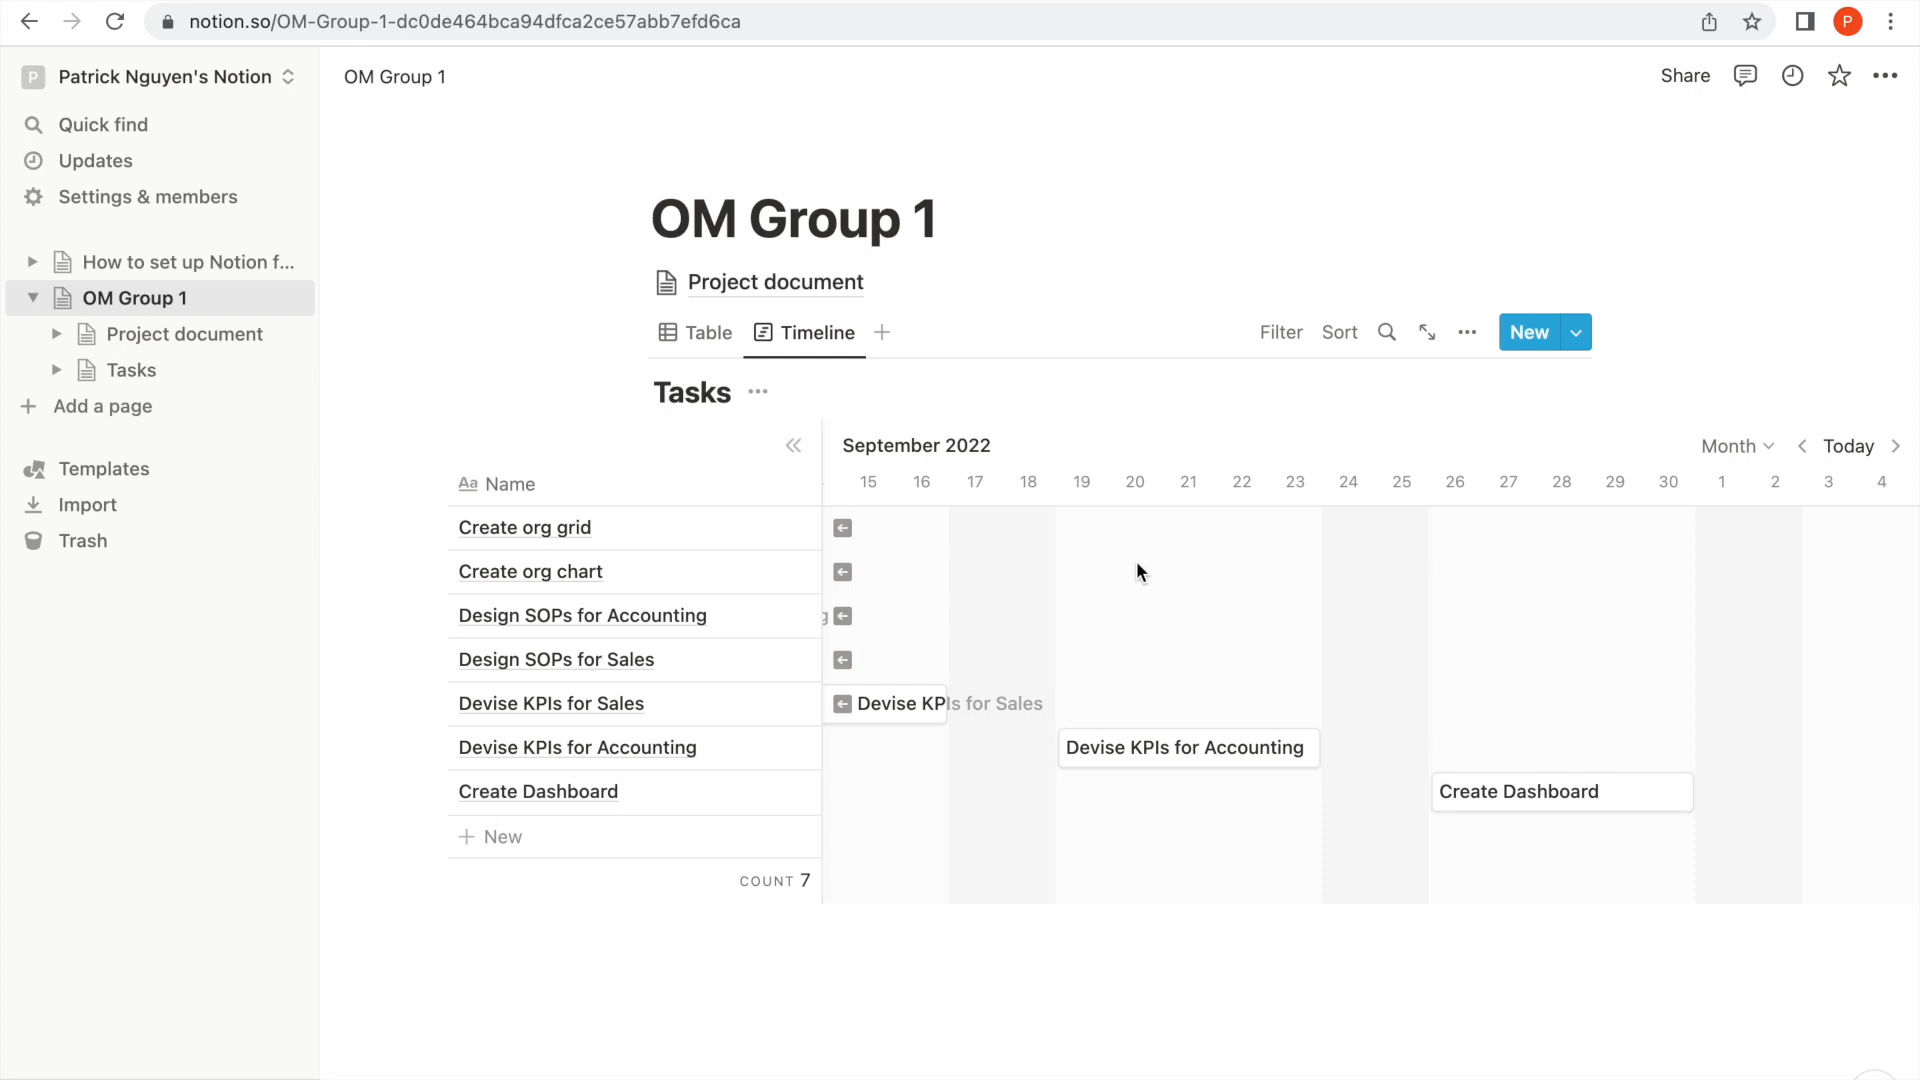 notion.so/OM-Group-1-dc0de464bca94dfca2ce57abb7efd6ca
P
P Patrick Nguyen's Notion
OM Group 1
Share
Quick find
Updates
Settings & members
How to set up Notion f...
OM Group 1
Project document
Tasks
Add a page
Templates
Import
Trash
OM Group 1
Project document
Table Timeline
Filter Sort New
Tasks
September 2022
Month Today
Aa Name
15 16 17 18 19 20 21 22 23 24 25 26 27 28 29 30 1 2 3 4
Create org grid
Create org chart
Design SOPs for Accounting g
Design SOPs for Sales
Devise KPIs for Sales Devise KPIs for Sales
Devise KPIs for Accounting Devise KPIs for Accounting
Create Dashboard Create Dashboard
New
COUNT 7